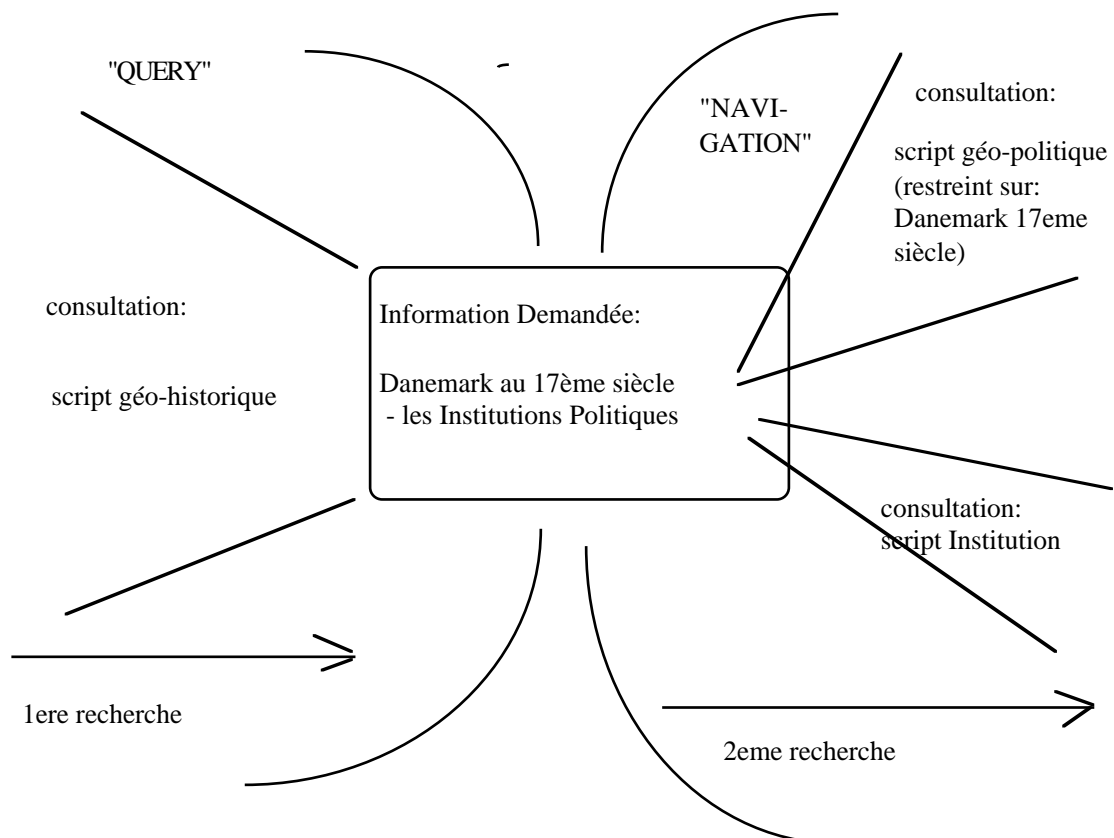 "QUERY"
"NAVI-
GATION"
consultation:
script géo-politique
(restreint sur:
Danemark 17eme
siècle)
consultation:
script géo-historique
Information Demandée:
Danemark au 17ème siècle
- les Institutions Politiques
consultation:
script Institution
1ere recherche
2eme recherche